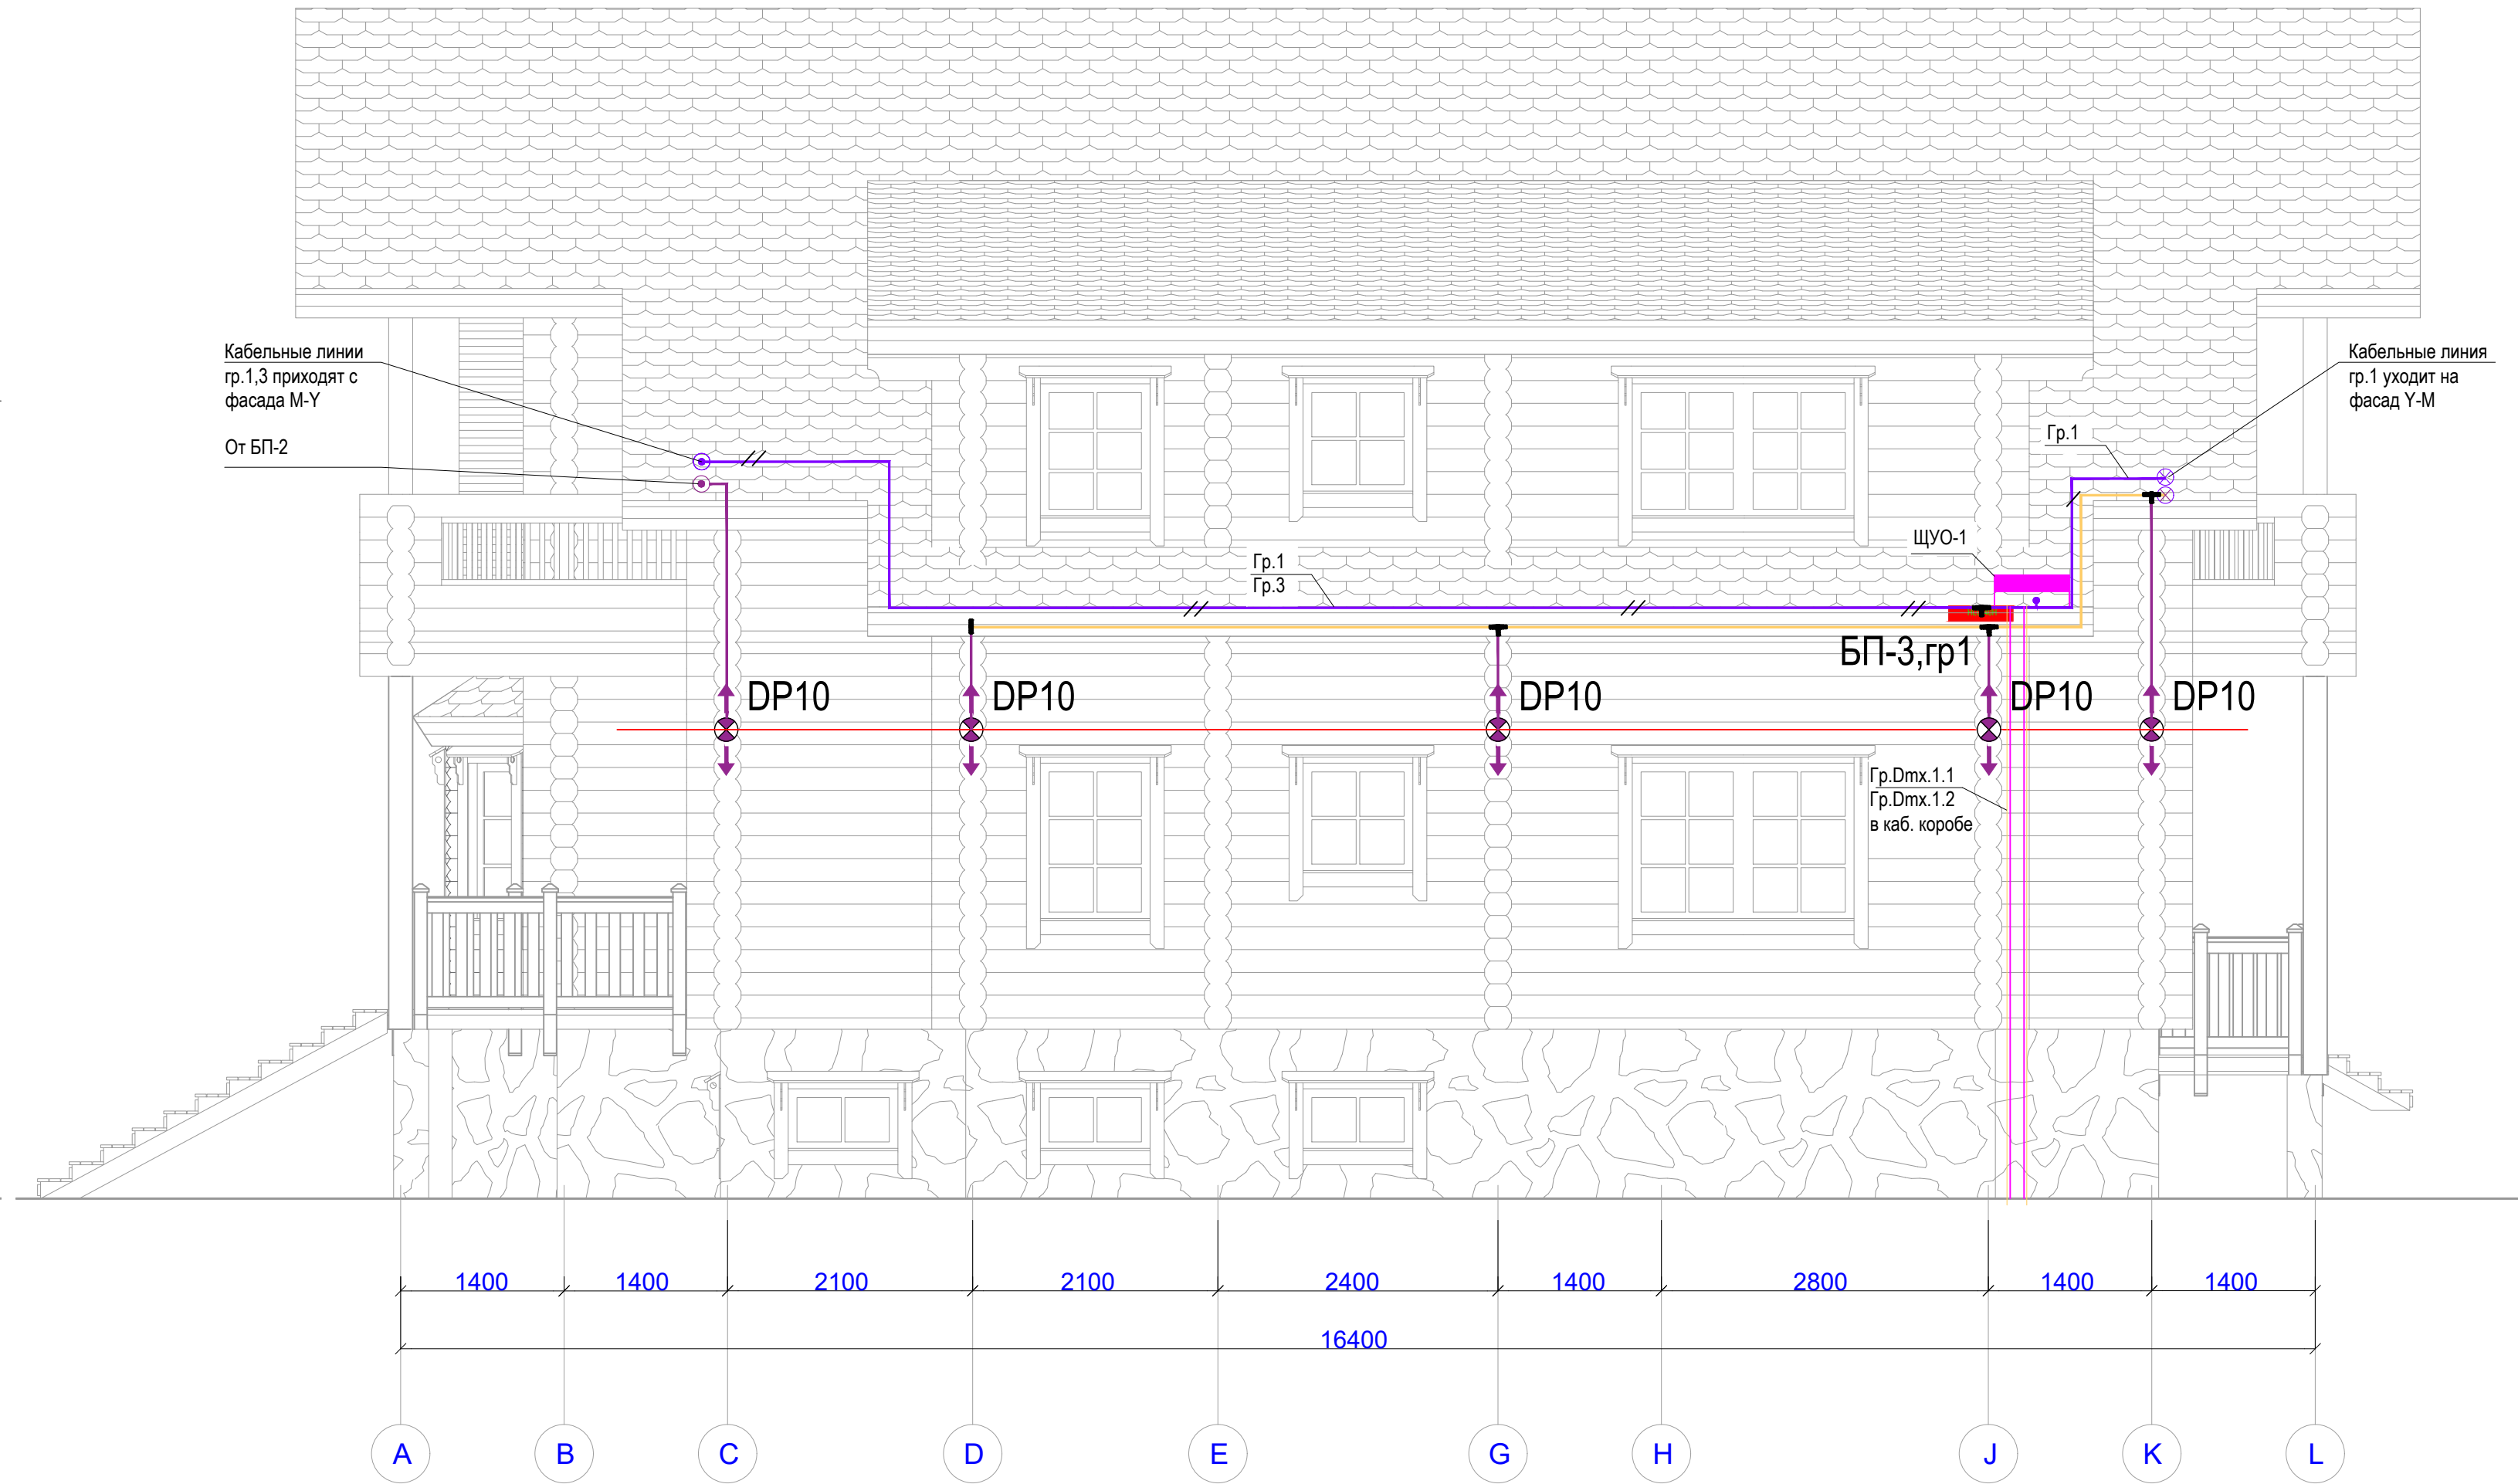 Кабельные линии
гр.1,3 приходят с
фасада M-Y
От БП-2
Кабельные линия
гр.1 уходит на
фасад Y-M
Гр.1
ЩУО-1
Гр.1
Гр.3
БП-3,гр1
DP10
DP10
DP10
DP10
DP10
Гр.Dmx.1.1
Гр.Dmx.1.2
в каб. коробе
1400
1400
2100
2100
2400
1400
2800
1400
1400
16400
A
B
C
D
E
G
H
J
K
L